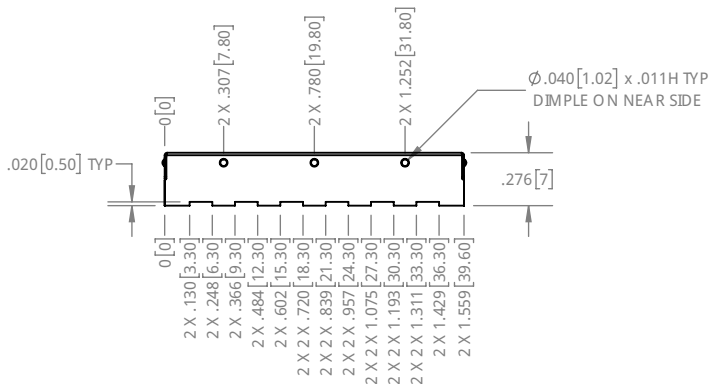 0[0]
2 X .307[7.80]
2 X .780[19.80]
2 X 1.252[31.80]
Ø.040[1.02] x .011H TYP
DIMPLE ON NEAR SIDE
.020[0.50] TYP
.276[7]
0[0]
2 X .130[3.30]
2 X .248[6.30]
2 X .366[9.30]
2 X .484[12.30]
2 X .602[15.30]
2 X 2 X .720[18.30]
2 X 2 X .839[21.30]
2 X 2 X .957[24.30]
2 X 2 X 1.075[27.30]
2 X 2 X 1.193[30.30]
2 X 2 X 1.311[33.30]
2 X 1.429[36.30]
2 X 1.559[39.60]